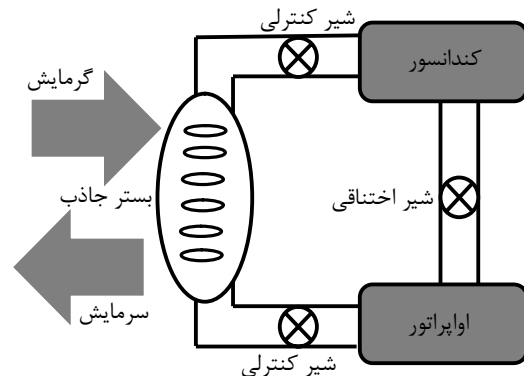 شیر کنترلی
کندانسور
گرمایش
بستر جاذب
شیر اختناقی
سرمایش
اواپراتور
شیر کنترلی